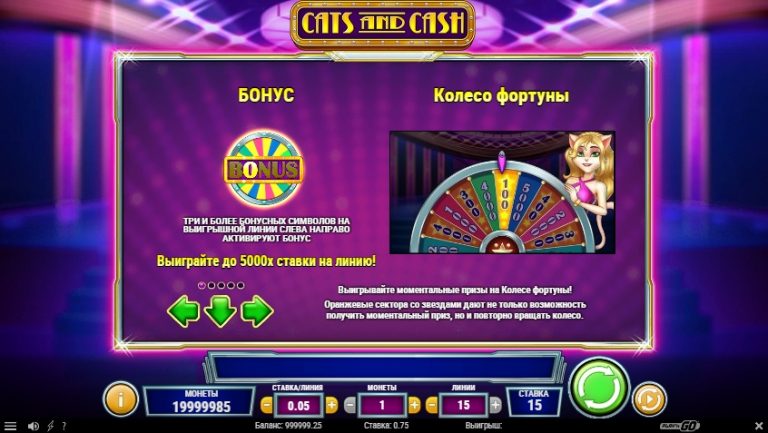 CATS AND CASH
БОНУС
BONUS
ТРИ И БОЛЕЕ БОНУСНЫХ СИМВОЛОВ НА
ВЫИГРЫШНОЙ ЛИНИИ СЛЕВА НАПРАВО
АКТИВИРУЮТ БОНУС
Выиграйте до 5000x ставки на линию!
Колесо фортуны
4000
1000
5000
Выигрывайте моментальные призы на Колесе фортуны!
Оранжевые сектора со звездами дают не только возможность
получить моментальный приз, но и повторно вращать колесо.
МОНЕТЫ
19999985
СТАВКА/ЛИНИЯ
0.05
МОНЕТЫ
1
ЛИНИИ
15
СТАВКА
15
Баланс: 999999.25
Ставка: 0.75
Выигрыш:
PLAY'N GO